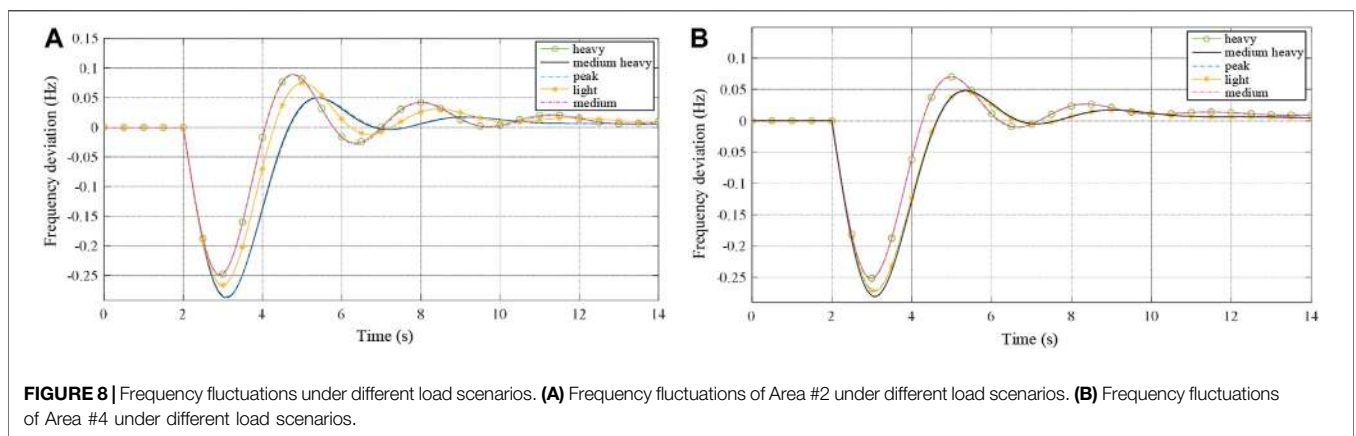 A
0.15
0.1
0.05
0
-0.05
-0.1
-0.15
-0.2
-0.25
Frequency deviation (Hz)
0 2 4 6 8 10 12 14
Time (s)
heavy
medium heavy
peak
light
medium
B
0.1
0.05
0
-0.05
-0.1
-0.15
-0.2
-0.25
Frequency deviation (Hz)
0 2 4 6 8 10 12 14
Time (s)
heavy
medium heavy
peak
light
medium
FIGURE 8 | Frequency fluctuations under different load scenarios. (A) Frequency fluctuations of Area #2 under different load scenarios. (B) Frequency fluctuations
of Area #4 under different load scenarios.